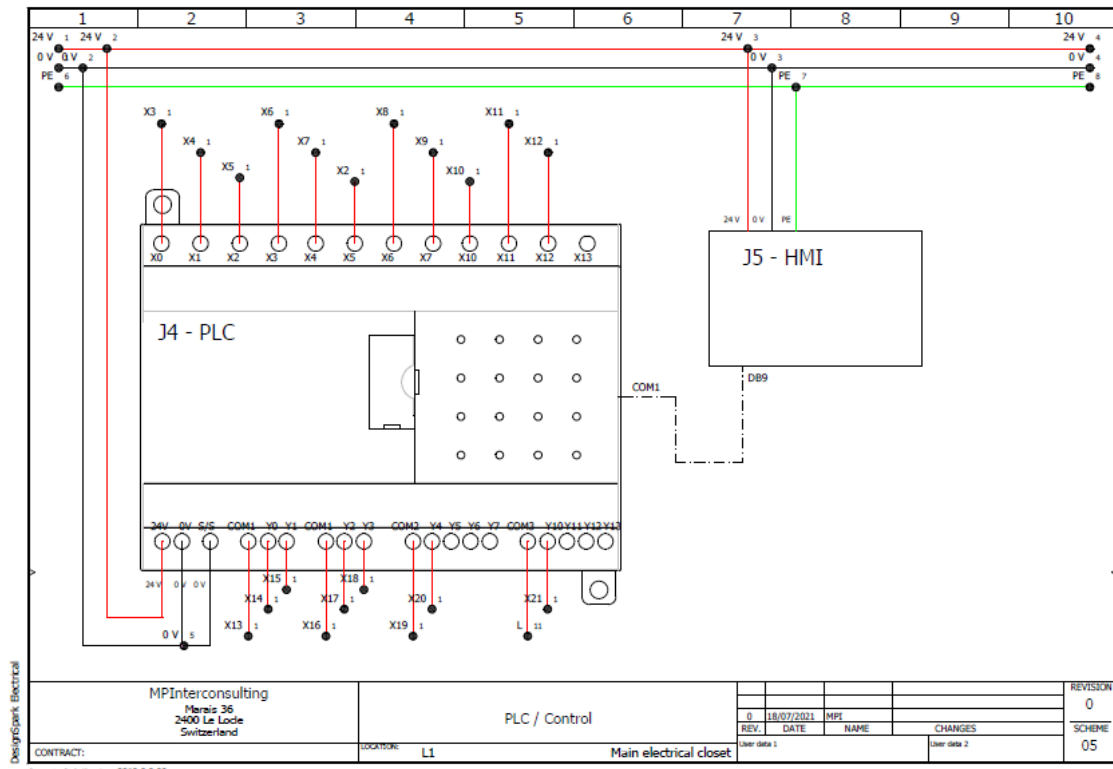 1 2 3 4 5 6 7 8 9 10
24 V 1 24 V 2 24 V 3 24 V 4
0 V 0 V 2 0 V 3 0 V 4
PE 6 PE 7 PE 8
X3 1 X6 1 X8 1 X11 1
X4 1 X7 1 X9 1 X12 1
X5 1 X2 1 X10 1
24 V 0 V PE
X0 X1 X2 X3 X4 X5 X6 X7 X10 X11 X12 X13
J5 - HMI
J4 - PLC
DB9
COM1
24V 0V S/S COM1 Y0 Y1 COM1 Y2 Y3 COM2 Y4 Y5 Y6 Y7 COM3 Y10 Y11 Y12 Y13
24 V 0 V 0 V
X15 1 X18 1
X14 1 X17 1 X20 1 X21 1
X13 1 X16 1 X19 1 L 11
0 V 5
DesignSpark Electrical
MPInterconsulting
Marais 36
2400 Le Locle
Switzerland
PLC / Control
REVISION
0
0 18/07/2021 MPI
REV. DATE NAME CHANGES
SCHEME
05
User data 1 User data 2
CONTRACT:
LOCATION: L1 Main electrical closet